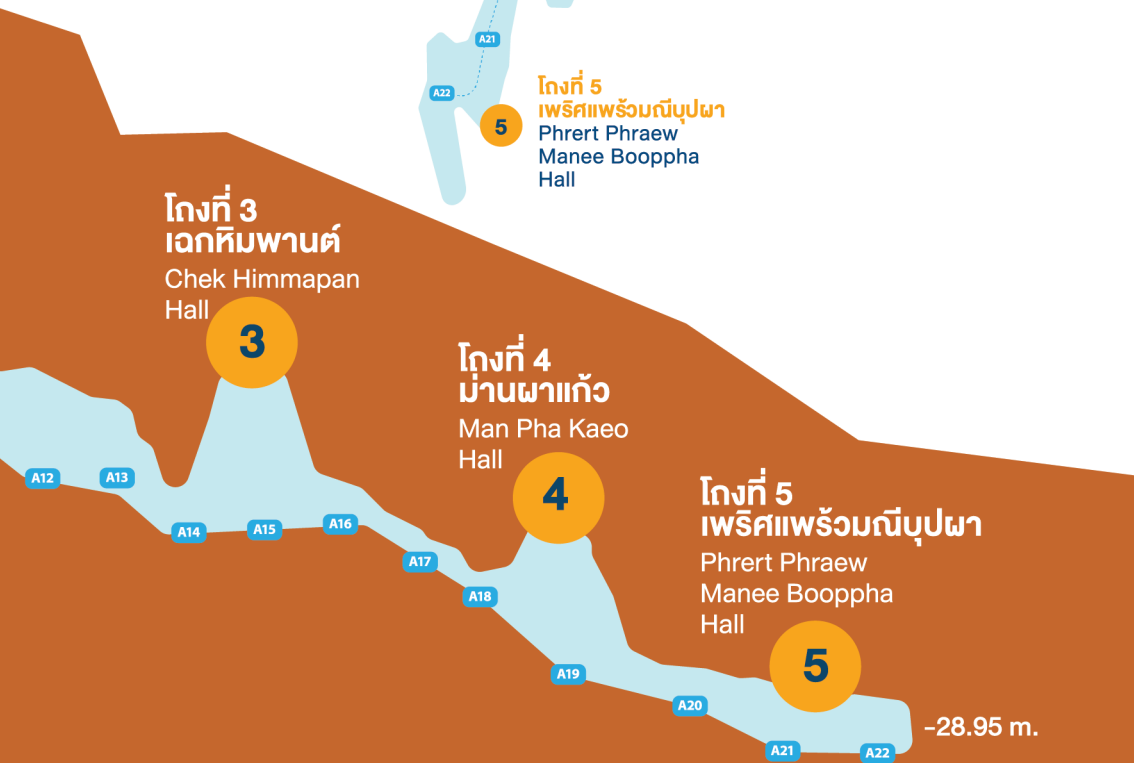 A21
A22
5
โถงที่ 5
เพริศแพร้วมณีบุปผา
Phrert Phraew
Manee Booppha
Hall
โถงที่ 3
เฉกหิมพานต์
Chek Himmapan
Hall
3
โถงที่ 4
ม่านผาแก้ว
Man Pha Kaeo
Hall
4
โถงที่ 5
เพริศแพร้วมณีบุปผา
Phrert Phraew
Manee Booppha
Hall
5
A12
A13
A14
A15
A16
A17
A18
A19
A20
A21
A22
-28.95 m.